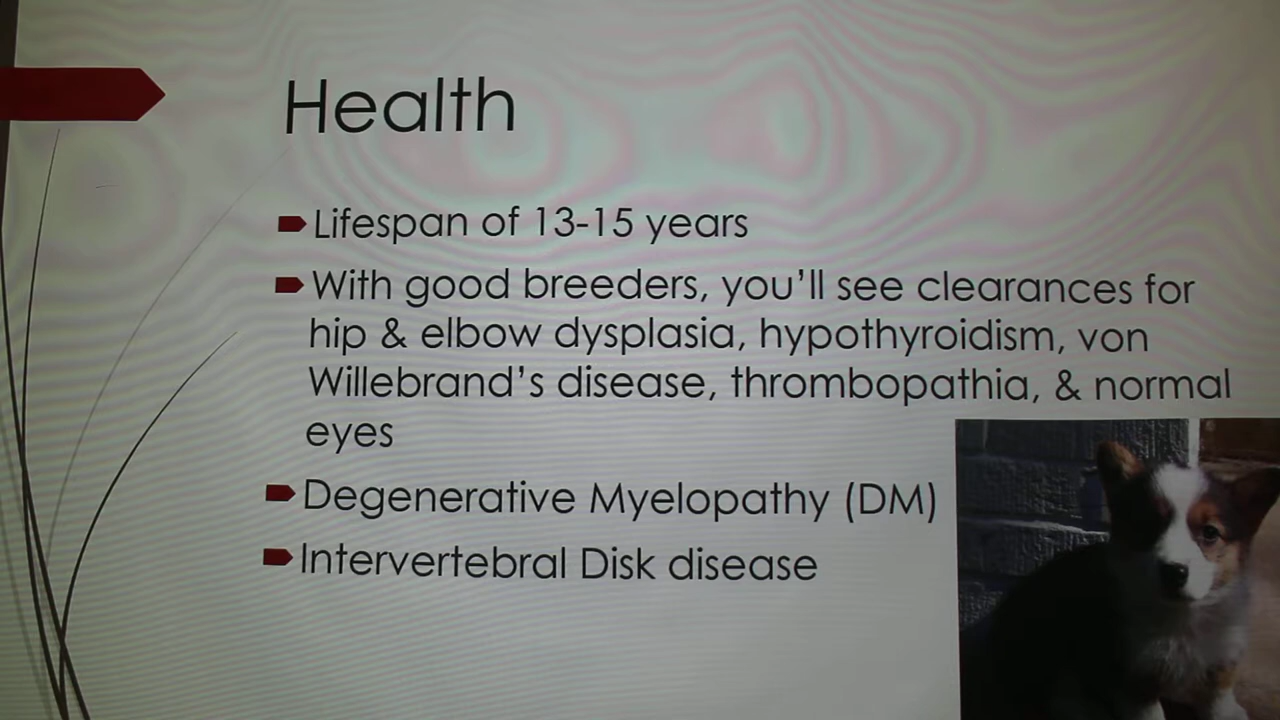 Health
Lifespan of 13-15 years
With good breeders, you'll see clearances for
hip & elbow dysplasia, hypothyroidism, von
Willebrand's disease, thrombopathia, & normal
eyes
Degenerative Myelopathy (DM)
Intervertebral Disk disease